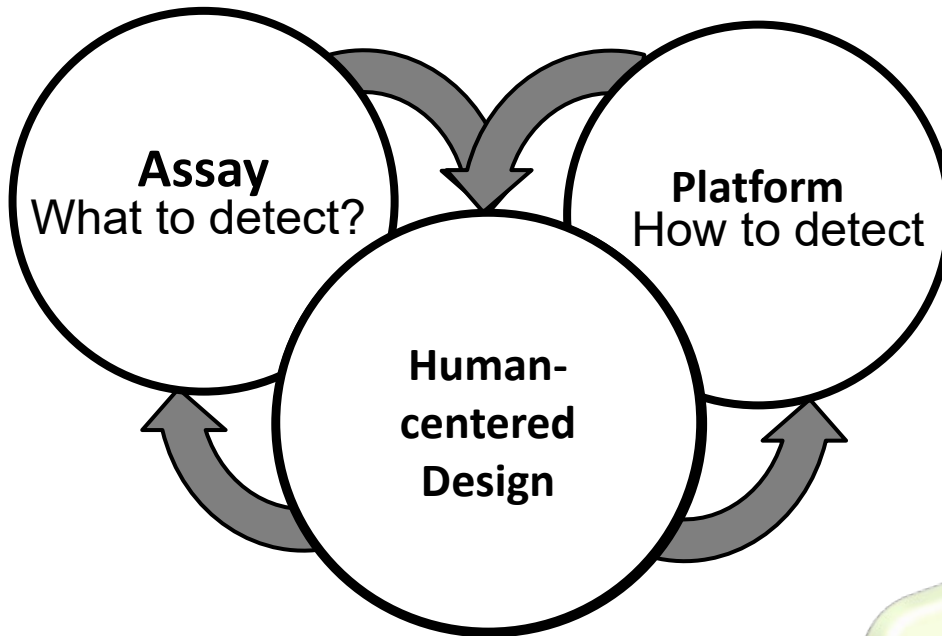 Assay
What to detect?
Platform
How to detect
Human-
centered
Design